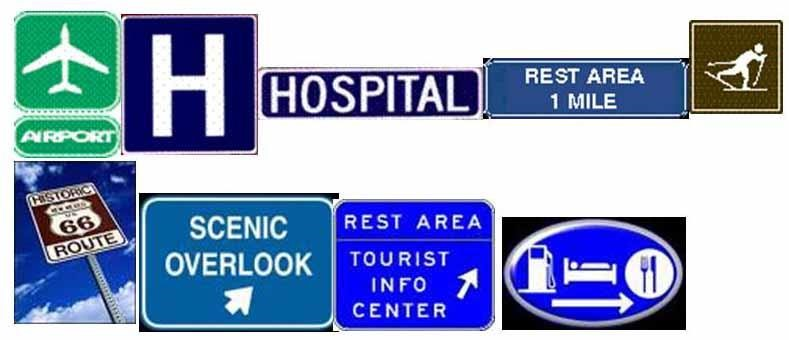 AIRPORT
H
HOSPITAL
REST AREA
1 MILE
HISTORIC
66
ROUTE
SCENIC
OVERLOOK
REST AREA
TOURIST
INFO
CENTER